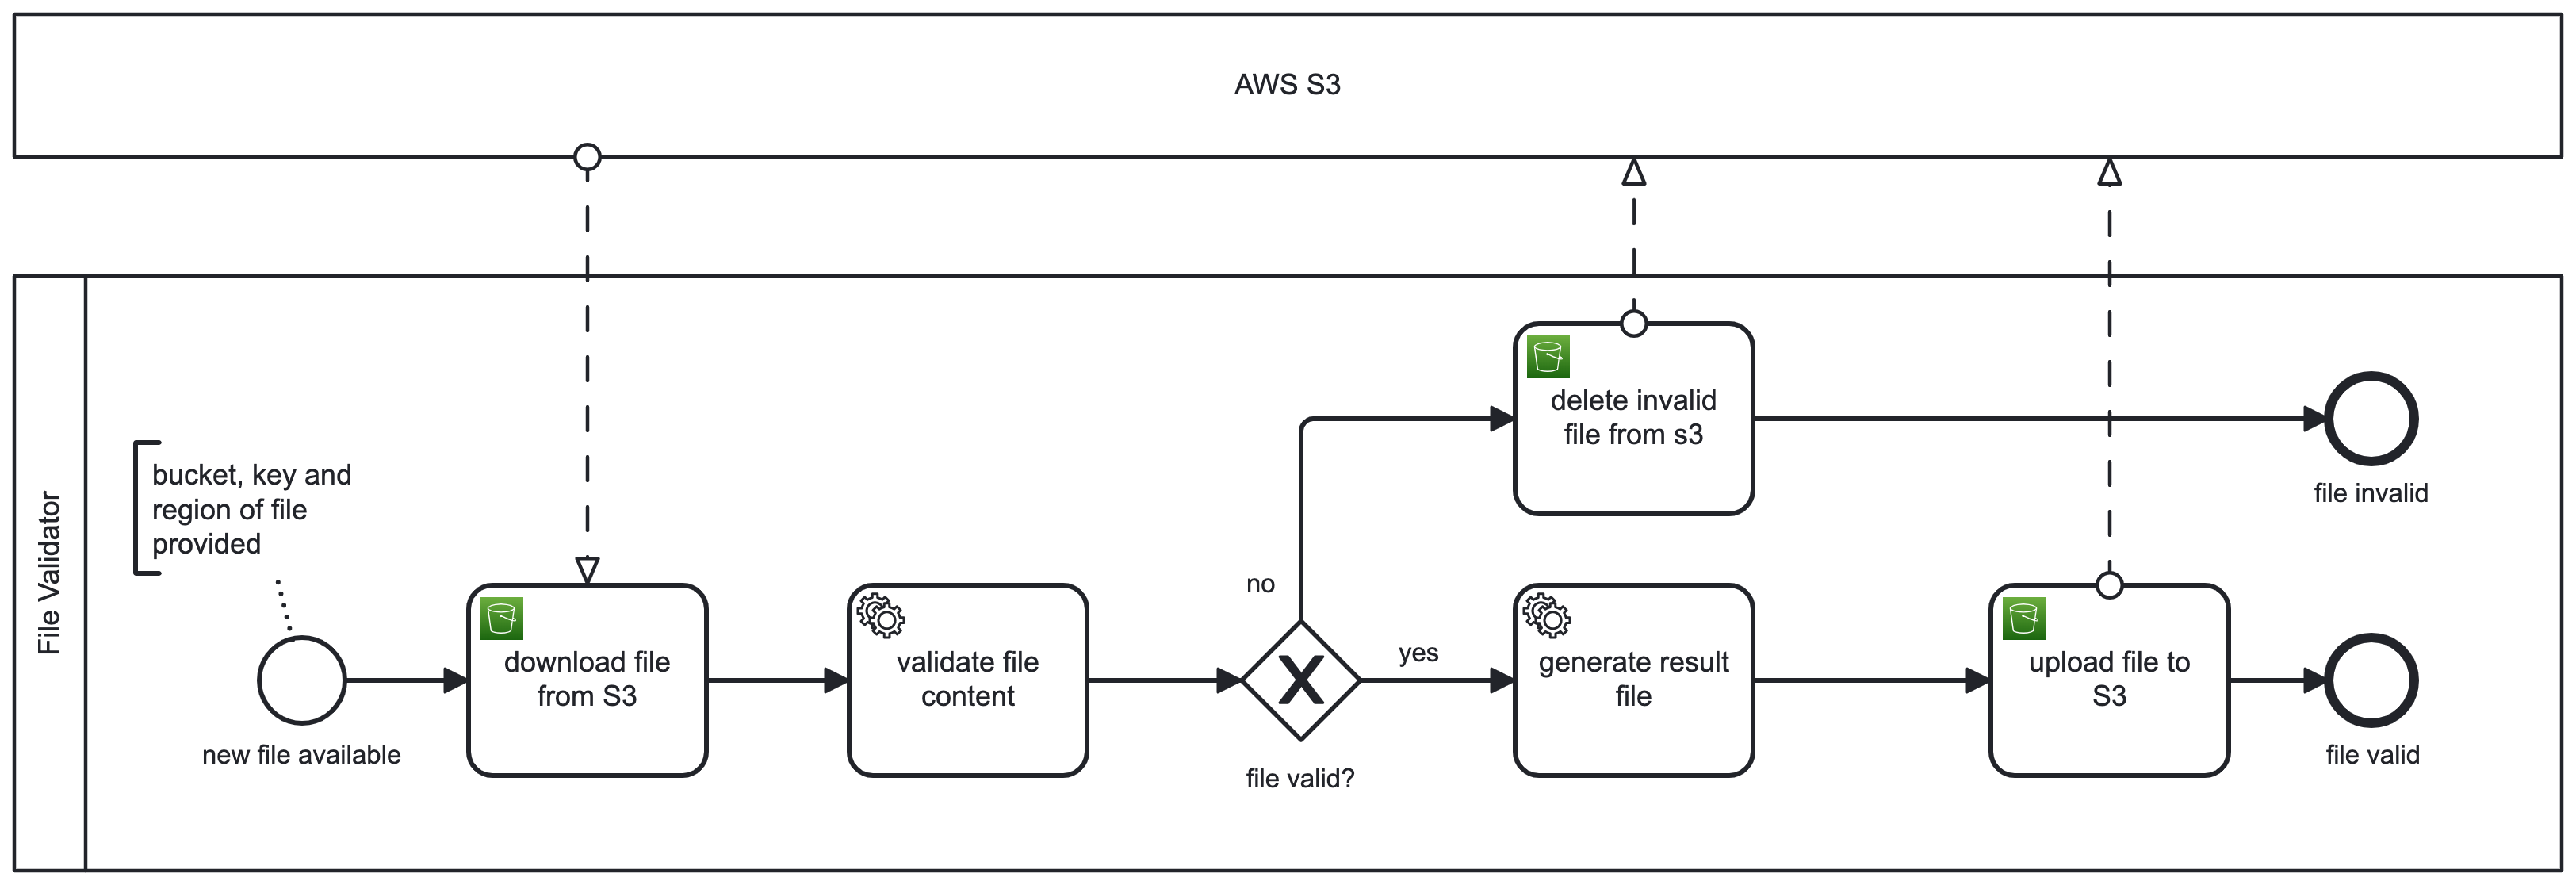 AWS S3
File Validator
bucket, key and
region of file
provided
new file available
download file
from S3
validate file
content
file valid?
no
yes
delete invalid
file from s3
file invalid
generate result
file
upload file to
S3
file valid